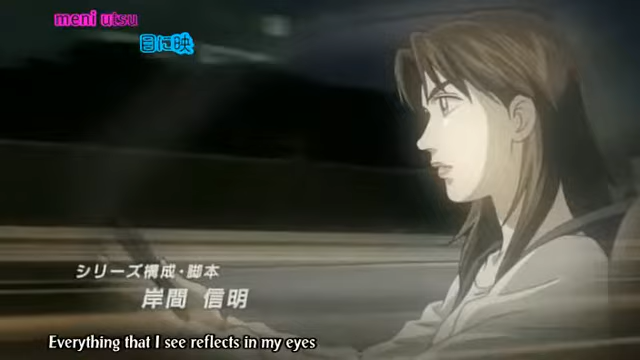 meni utsu
目に映
シリーズ構成・脚本
岸間 信明
Everything that I see reflects in my eyes